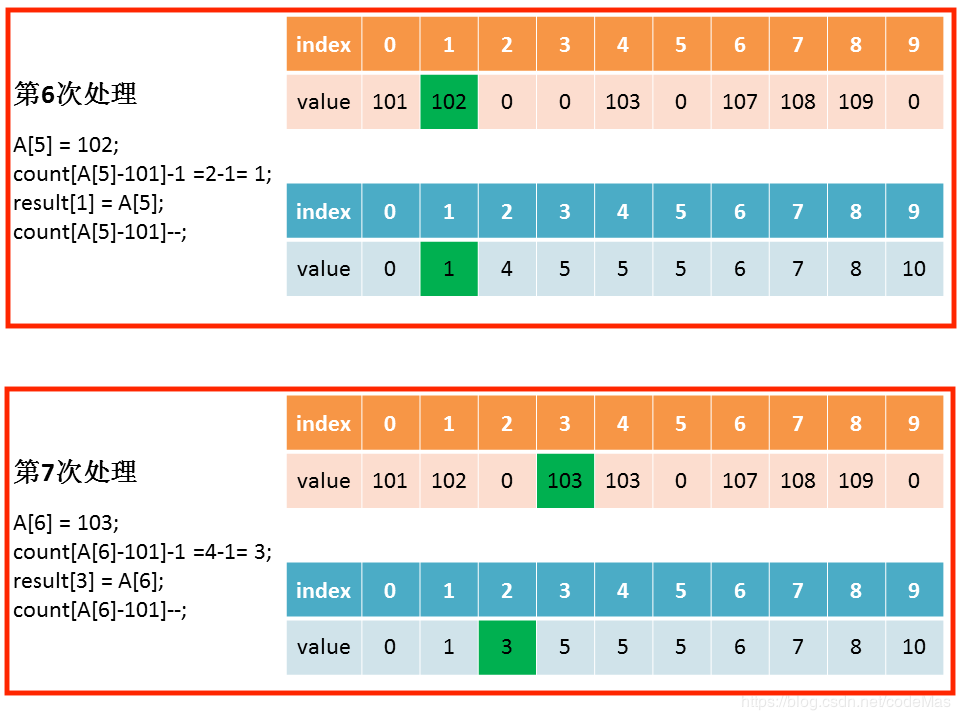 第6次处理
A[5] = 102;
count[A[5]-101]-1 =2-1= 1;
result[1] = A[5];
count[A[5]-101]--;
index 0 1 2 3 4 5 6 7 8 9
value 101 102 0 0 103 0 107 108 109 0
index 0 1 2 3 4 5 6 7 8 9
value 0 1 4 5 5 5 6 7 8 10
第7次处理
A[6] = 103;
count[A[6]-101]-1 =4-1= 3;
result[3] = A[6];
count[A[6]-101]--;
index 0 1 2 3 4 5 6 7 8 9
value 101 102 0 103 103 0 107 108 109 0
index 0 1 2 3 4 5 6 7 8 9
value 0 1 3 5 5 5 6 7 8 10
https://blog.csdn.net/codeMas